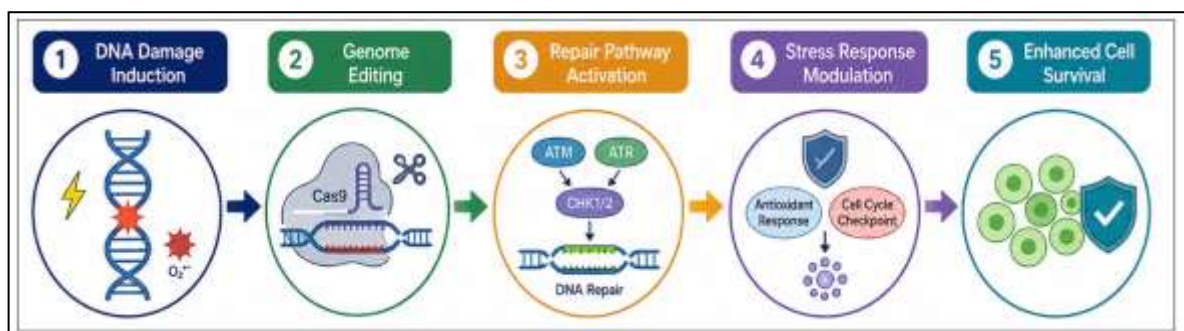 1
DNA Damage
Induction
2
Genome
Editing
3
Repair Pathway
Activation
4
Stress Response
Modulation
5
Enhanced Cell
Survival
O₂•⁻
Cas9
ATM
ATR
CHK1/2
DNA Repair
Antioxidant
Response
Cell Cycle
Checkpoint